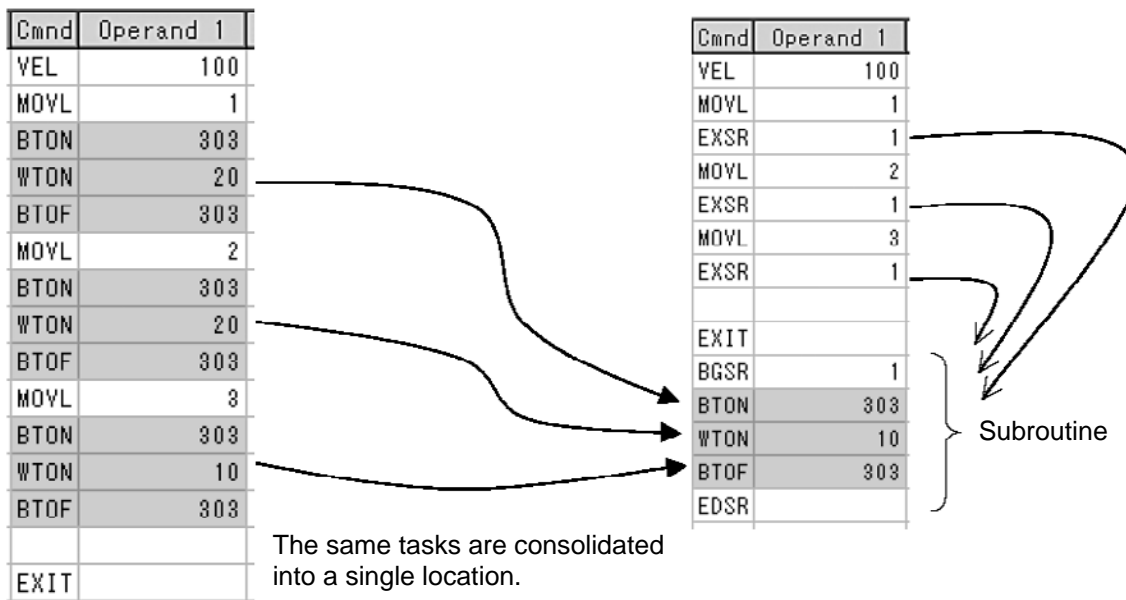 Cmnd Operand 1
VEL 100
MOVL 1
BTON 303
WTON 20
BTOF 303
MOVL 2
BTON 303
WTON 20
BTOF 303
MOVL 3
BTON 303
WTON 10
BTOF 303
EXIT
The same tasks are consolidated
into a single location.
Cmnd Operand 1
VEL 100
MOVL 1
EXSR 1
MOVL 2
EXSR 1
MOVL 3
EXSR 1
EXIT
BGSR 1
BTON 303
WTON 10
BTOF 303
EDSR
Subroutine